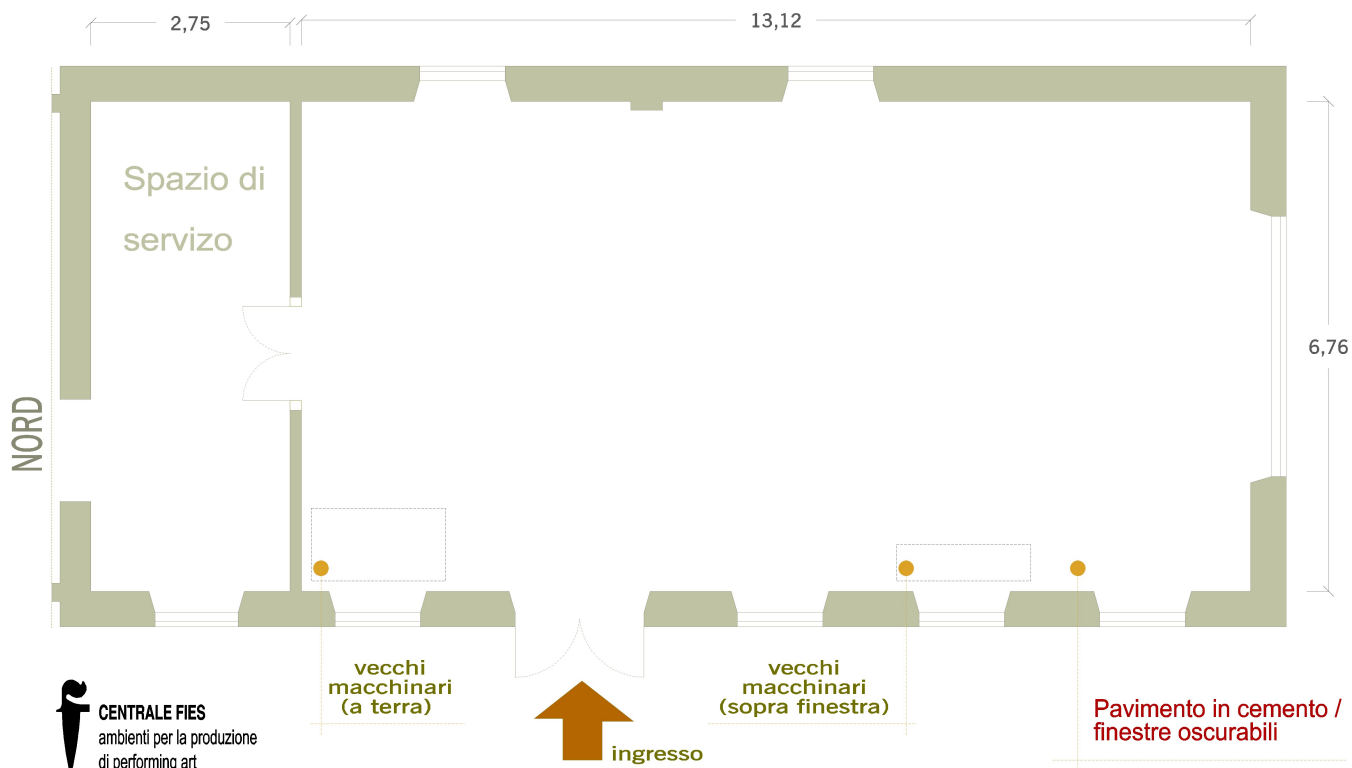 2,75
13,12
Spazio di
servizo
6,76
NORD
vecchi
macchinari
(a terra)
vecchi
macchinari
(sopra finestra)
Pavimento in cemento /
finestre oscurabili
ingresso
CENTRALE FIES
ambienti per la produzione
di performing art